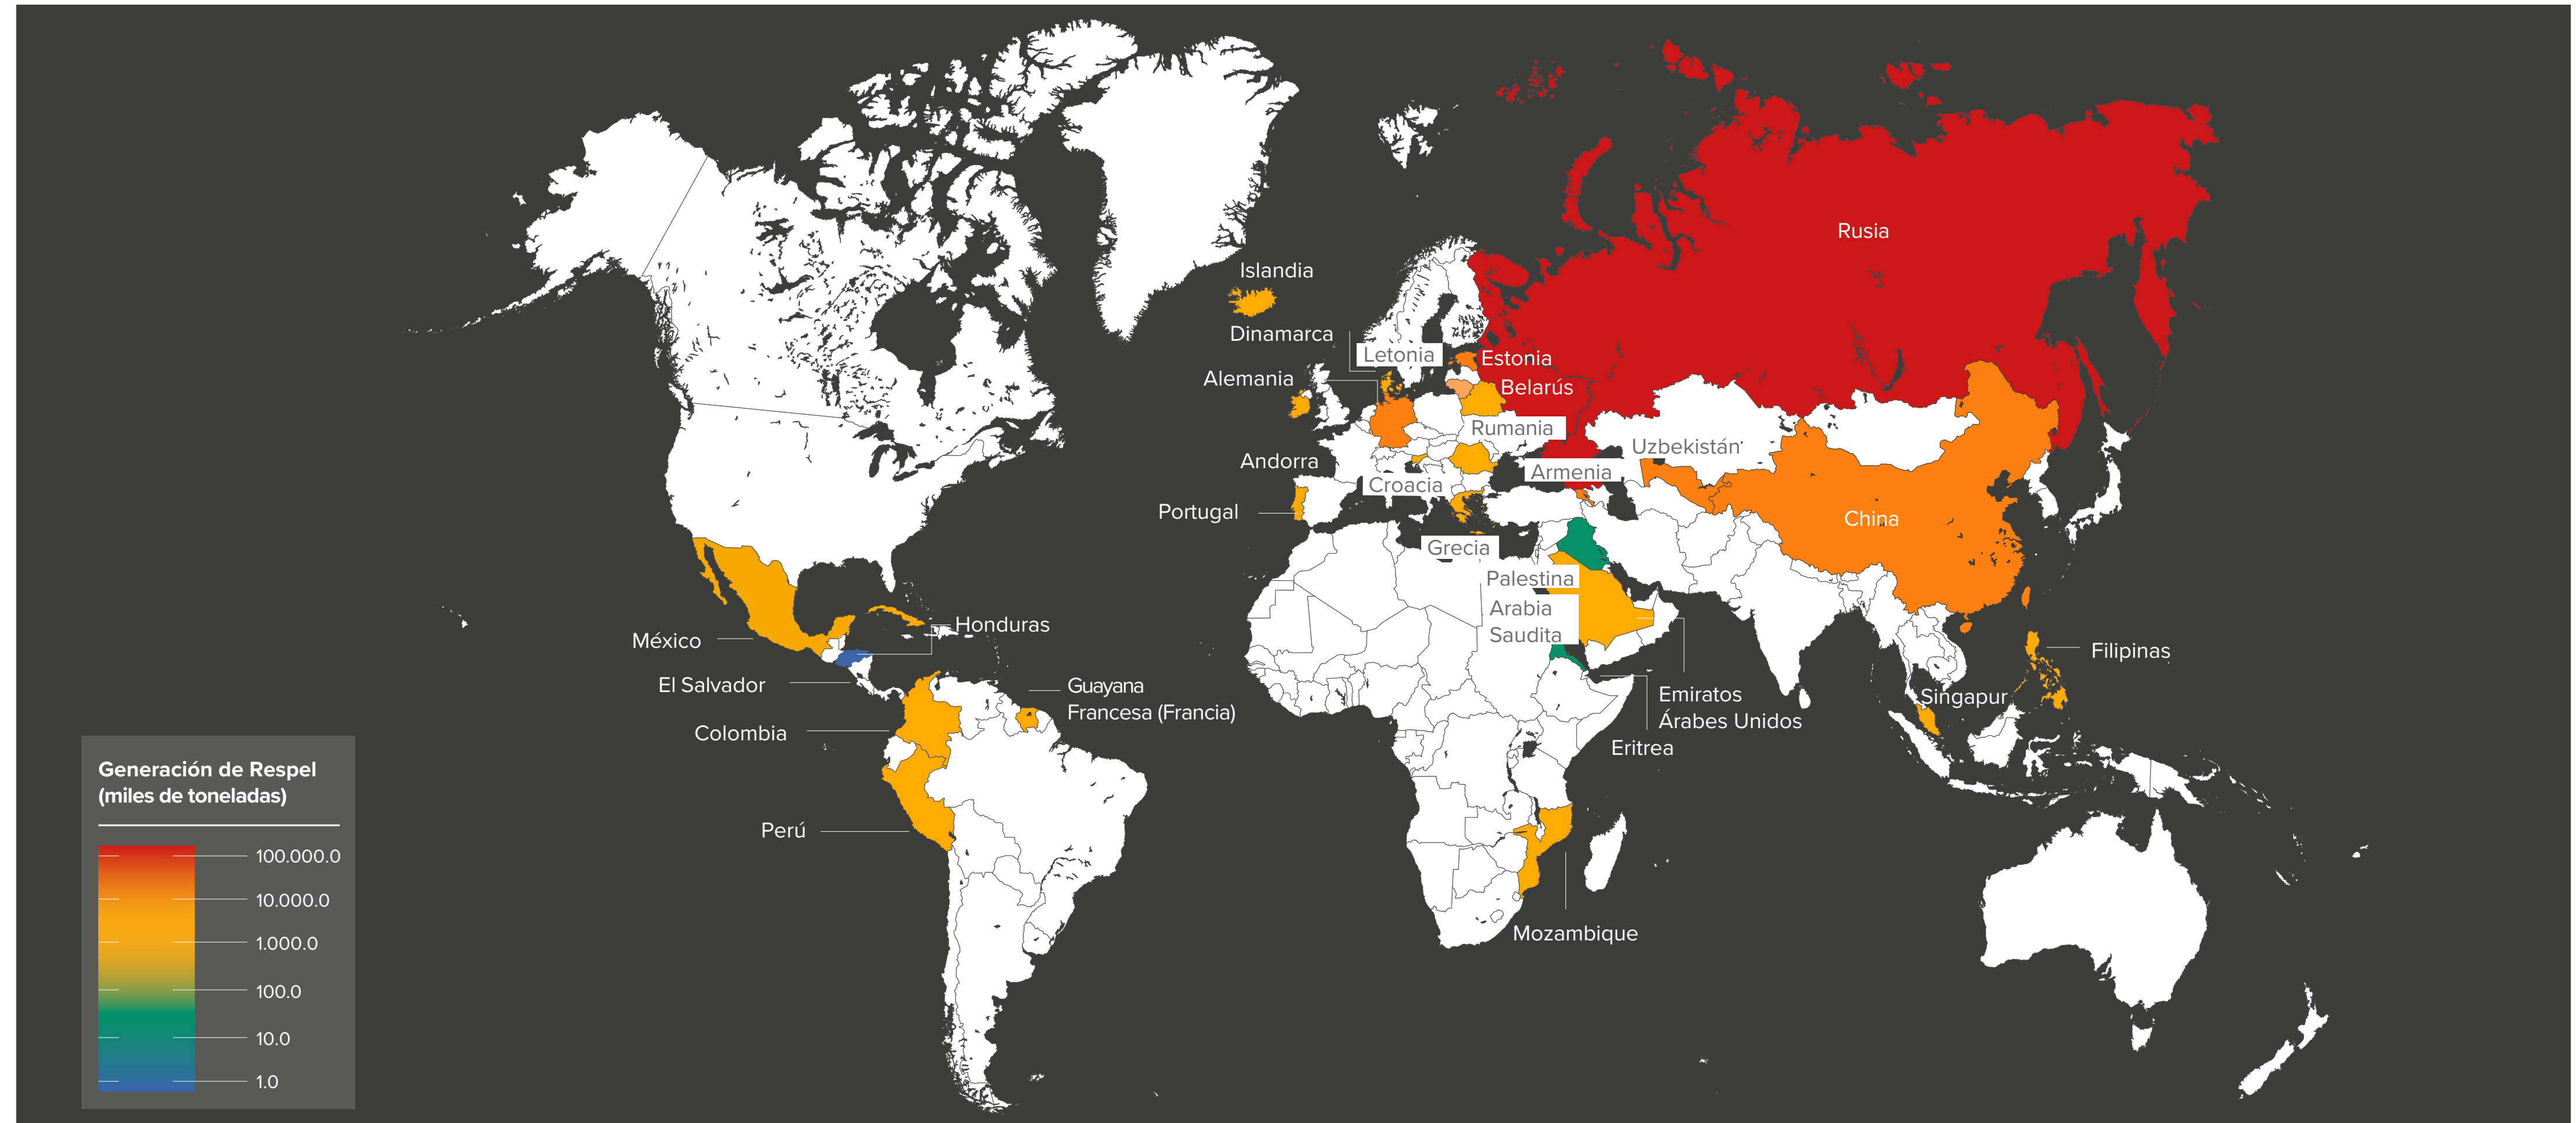 Rusia
Islandia
Dinamarca
Letonia
Estonia
Alemania
Belarús
Rumania
Uzbekistán
Andorra
Armenia
Croacia
Portugal
China
Grecia
Palestina
Arabia
Saudita
Honduras
México
Filipinas
El Salvador
Guayana
Francesa (Francia)
Emiratos
Árabes Unidos
Singapur
Colombia
Eritrea
Perú
Mozambique
Generación de Respel
(miles de toneladas)
100.000.0
10.000.0
1.000.0
100.0
10.0
1.0